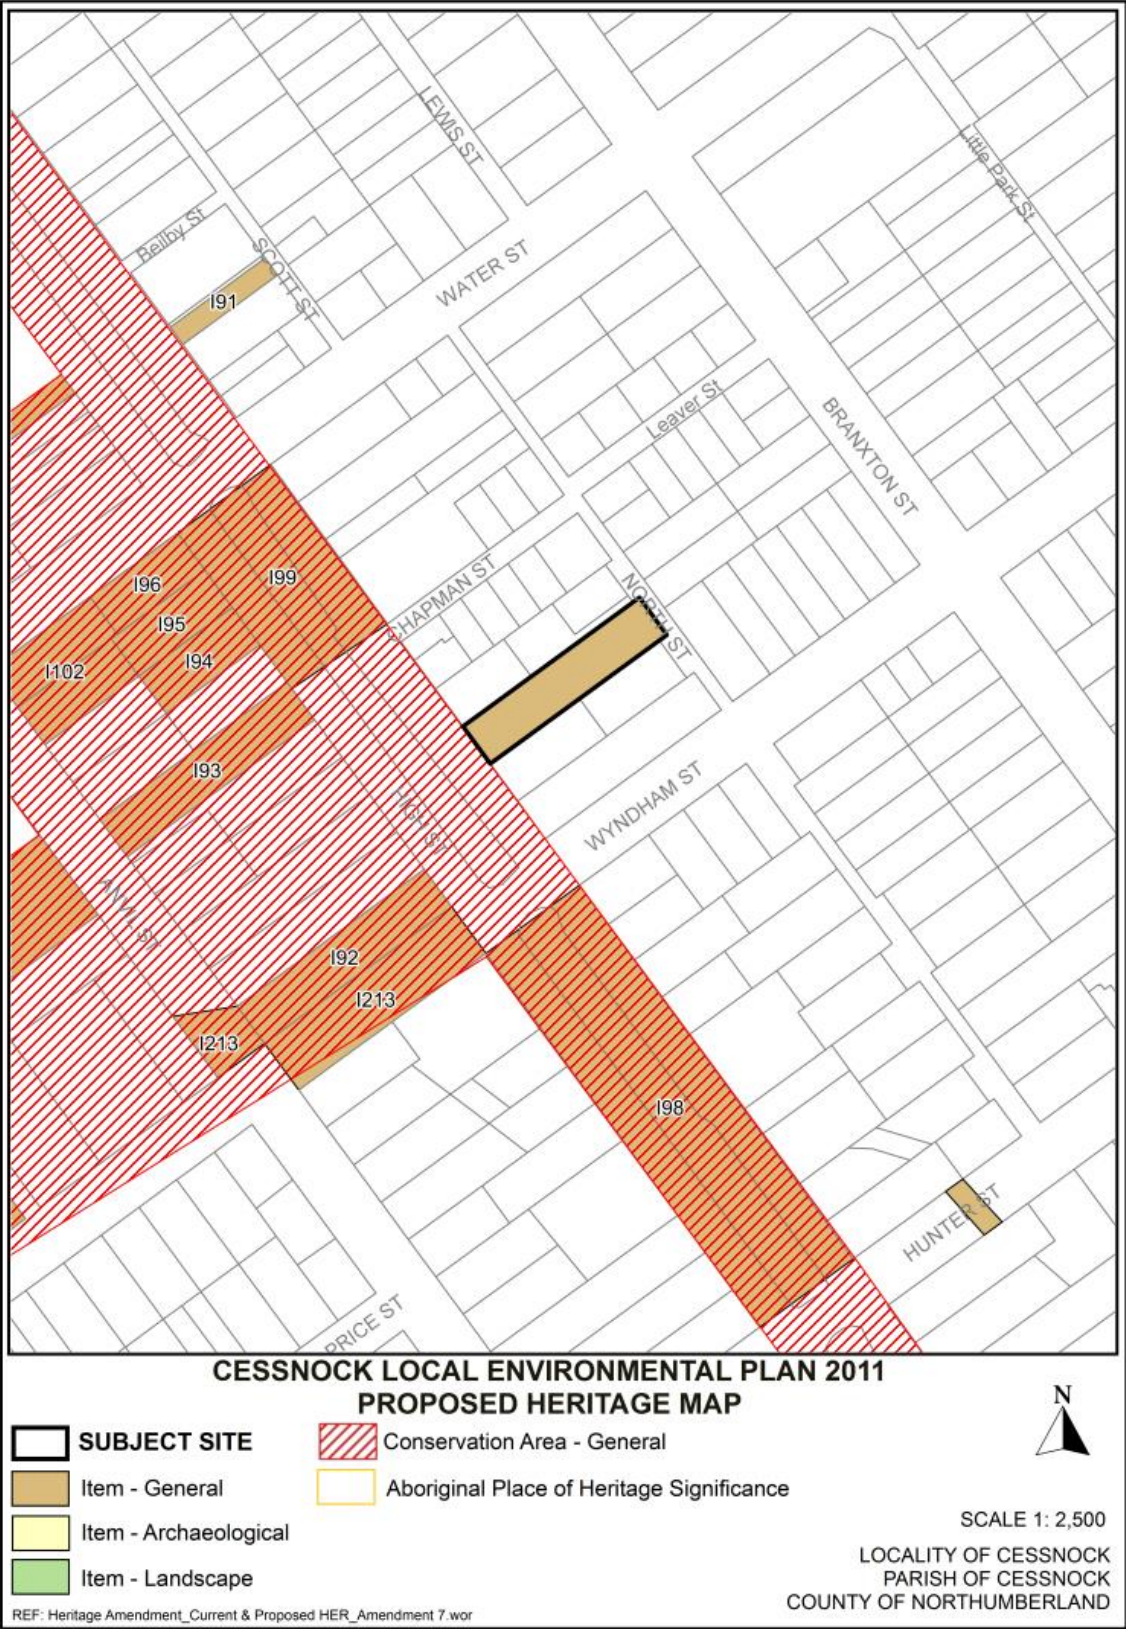 LEWIS ST
Little Park St
Beilby St
SCOTT ST
WATER ST
I91
Leaver St
BRANXTON ST
I96
I99
CHAPMAN ST
NORTH ST
I95
I94
I102
I93
HIGH ST
WYNDHAM ST
ANVIL ST
I92
I213
I213
I98
HUNTER ST
PRICE ST
CESSNOCK LOCAL ENVIRONMENTAL PLAN 2011
PROPOSED HERITAGE MAP
N
SUBJECT SITE
Conservation Area - General
Item - General
Aboriginal Place of Heritage Significance
Item - Archaeological
Item - Landscape
SCALE 1: 2,500
LOCALITY OF CESSNOCK
PARISH OF CESSNOCK
COUNTY OF NORTHUMBERLAND
REF: Heritage Amendment_Current & Proposed HER_Amendment 7.wor